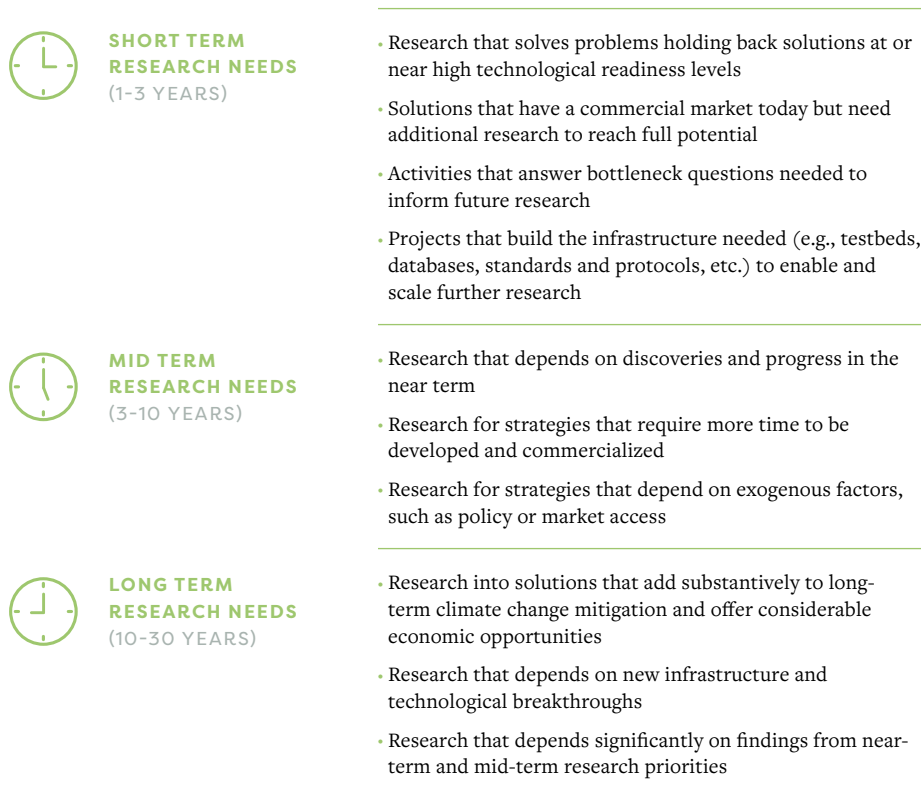 SHORT TERM
RESEARCH NEEDS
(1-3 YEARS)
• Research that solves problems holding back solutions at or
near high technological readiness levels
• Solutions that have a commercial market today but need
additional research to reach full potential
• Activities that answer bottleneck questions needed to
inform future research
• Projects that build the infrastructure needed (e.g., testbeds,
databases, standards and protocols, etc.) to enable and
scale further research
MID TERM
RESEARCH NEEDS
(3-10 YEARS)
• Research that depends on discoveries and progress in the
near term
• Research for strategies that require more time to be
developed and commercialized
• Research for strategies that depend on exogenous factors,
such as policy or market access
LONG TERM
RESEARCH NEEDS
(10-30 YEARS)
• Research into solutions that add substantively to long-
term climate change mitigation and offer considerable
economic opportunities
• Research that depends on new infrastructure and
technological breakthroughs
• Research that depends significantly on findings from near-
term and mid-term research priorities